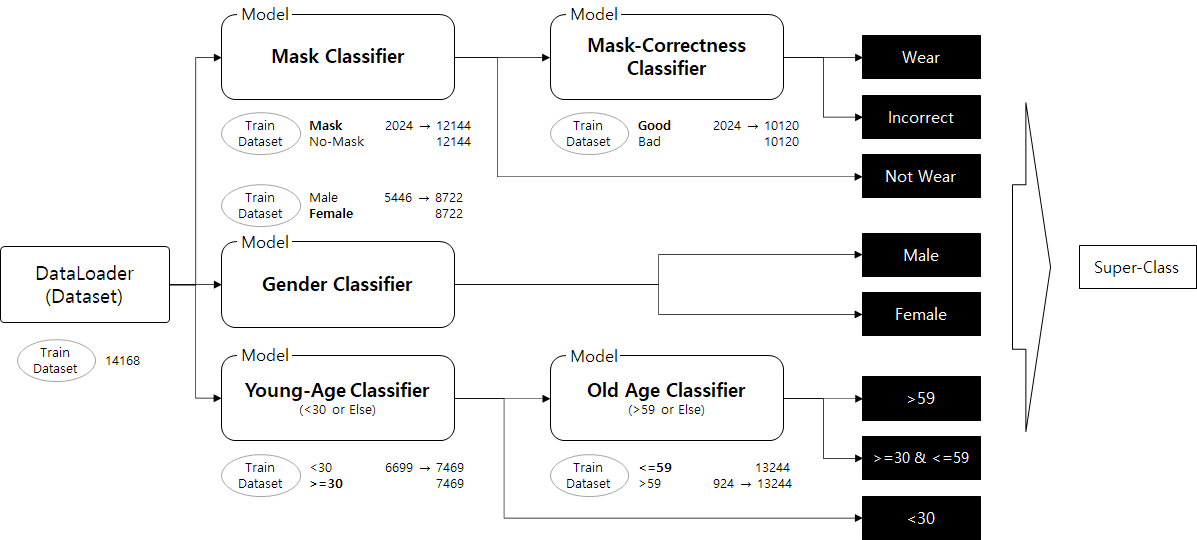 Model
Mask Classifier
Train
Dataset
Mask 2024 → 12144
No-Mask 12144
Model
Mask-Correctness
Classifier
Train
Dataset
Good 2024 → 10120
Bad 10120
Wear
Incorrect
Not Wear
Train
Dataset
Male 5446 → 8722
Female 8722
Model
Gender Classifier
Male
Female
DataLoader
(Dataset)
Train
Dataset
14168
Model
Young-Age Classifier
(<30 or Else)
Train
Dataset
<30 6699 → 7469
>=30 7469
Model
Old Age Classifier
(>59 or Else)
Train
Dataset
<=59 13244
>59 924 → 13244
>59
>=30 & <=59
<30
Super-Class